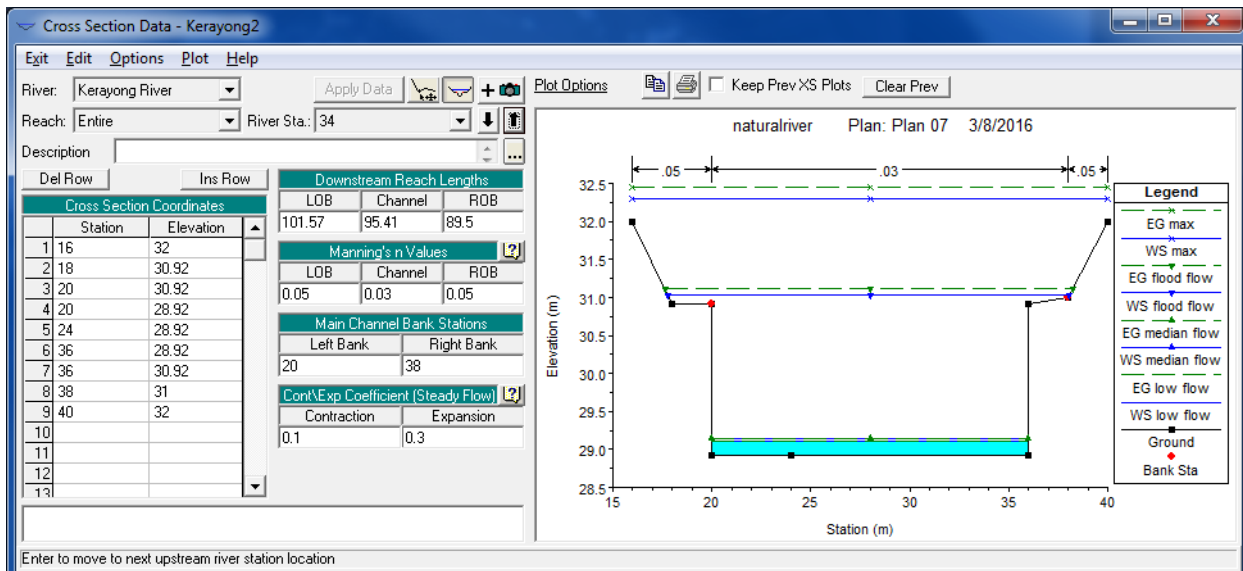 Cross Section Data - Kerayong2
Exit Edit Options Plot Help
River: Kerayong River Apply Data Plot Options Keep Prev XS Plots Clear Prev
Reach: Entire River Sta.: 34
Description ...
Del Row Ins Row
Cross Section Coordinates
Station Elevation
1 16 32
2 18 30.92
3 20 30.92
4 20 28.92
5 24 28.92
6 36 28.92
7 36 30.92
8 38 31
9 40 32
10
11
12
13
Downstream Reach Lengths
LOB Channel ROB
101.57 95.41 89.5
Manning's n Values
LOB Channel ROB
0.05 0.03 0.05
Main Channel Bank Stations
Left Bank Right Bank
20 38
Cont\Exp Coefficient (Steady Flow)
Contraction Expansion
0.1 0.3
naturalriver Plan: Plan 07 3/8/2016
.05 .03 .05
32.5
32.0
31.5
31.0
30.5
30.0
29.5
29.0
28.5
Elevation (m)
15 20 25 30 35 40
Station (m)
Legend
EG max
WS max
EG flood flow
WS flood flow
EG median flow
WS median flow
EG low flow
WS low flow
Ground
Bank Sta
Enter to move to next upstream river station location